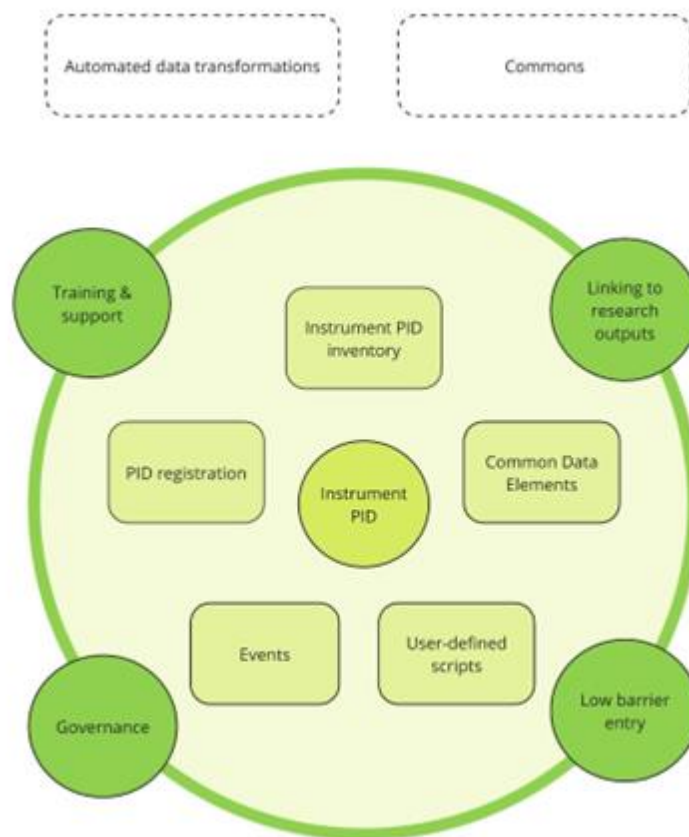 Automated data transformations
Commons
Training &
support
Linking to
research
outputs
Instrument PID
inventory
PID registration
Common Data
Elements
Instrument
PID
Events
User-defined
scripts
Governance
Low barrier
entry